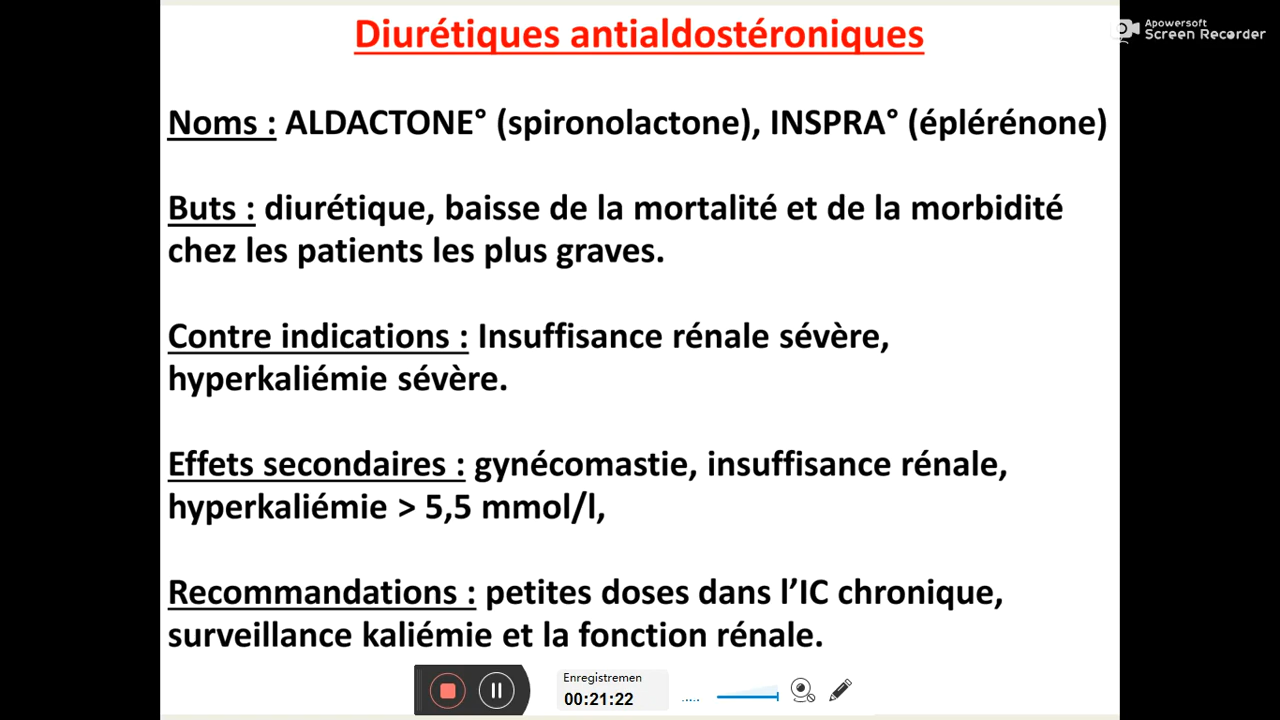 Diurétiques antialdostéroniques
Apowersoft
Screen Recorder
Noms : ALDACTONE° (spironolactone), INSPRA° (éplérénone)
Buts : diurétique, baisse de la mortalité et de la morbidité
chez les patients les plus graves.
Contre indications : Insuffisance rénale sévère,
hyperkaliémie sévère.
Effets secondaires : gynécomastie, insuffisance rénale,
hyperkaliémie > 5,5 mmol/l,
Recommandations : petites doses dans l’IC chronique,
surveillance kaliémie et la fonction rénale.
Enregistremen
00:21:22